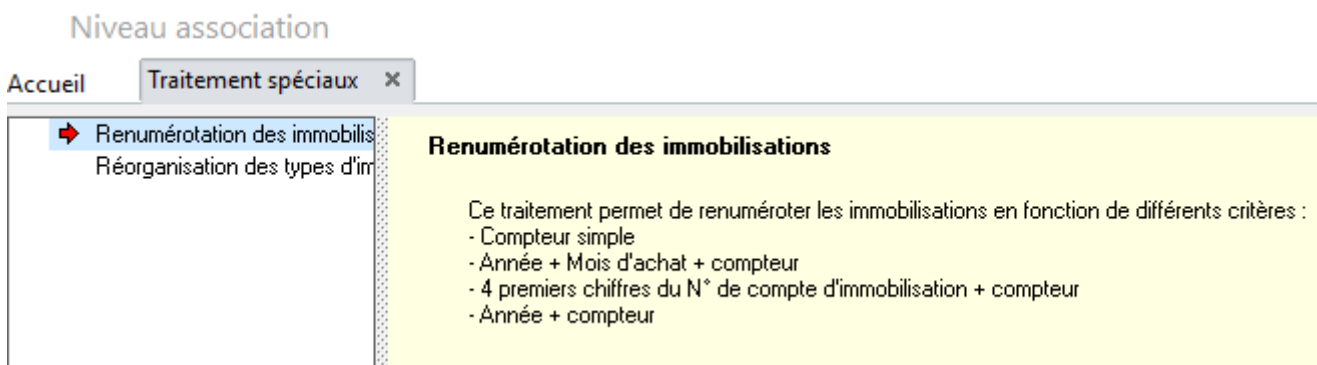 Niveau association
Accueil Traitement spéciaux ×
Renumérotation des immobilis
Réorganisation des types d'im
Renumérotation des immobilisations
Ce traitement permet de renuméroter les immobilisations en fonction de différents critères :
- Compteur simple
- Année + Mois d'achat + compteur
- 4 premiers chiffres du N° de compte d'immobilisation + compteur
- Année + compteur